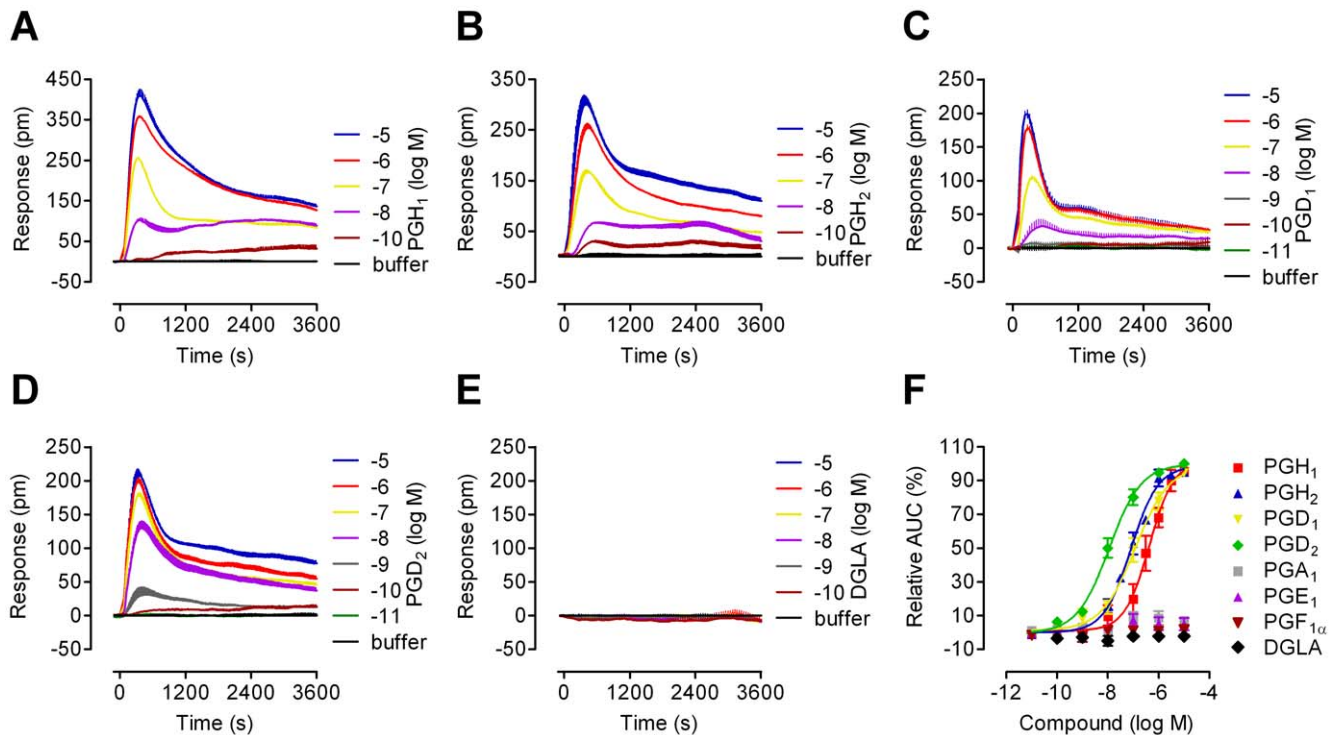 A
B
C
450
350
250
150
50
-50
Response (pm)
0
1200
2400
3600
Time (s)
-5
-6
-7
-8
-10
buffer
PGH1 (log M)
350
250
150
50
-50
Response (pm)
0
1200
2400
3600
Time (s)
-5
-6
-7
-8
-10
buffer
PGH2 (log M)
250
200
150
100
50
0
-50
Response (pm)
0
1200
2400
3600
Time (s)
-5
-6
-7
-8
-9
-10
-11
buffer
PGD1 (log M)
D
E
F
250
200
150
100
50
0
-50
Response (pm)
0
1200
2400
3600
Time (s)
-5
-6
-7
-8
-9
-10
-11
buffer
PGD2 (log M)
250
200
150
100
50
0
-50
Response (pm)
0
1200
2400
3600
Time (s)
-5
-6
-7
-8
-9
-10
buffer
DGLA (log M)
110
90
70
50
30
10
-10
Relative AUC (%)
-12
-10
-8
-6
-4
Compound (log M)
PGH1
PGH2
PGD1
PGD2
PGA1
PGE1
PGF1α
DGLA